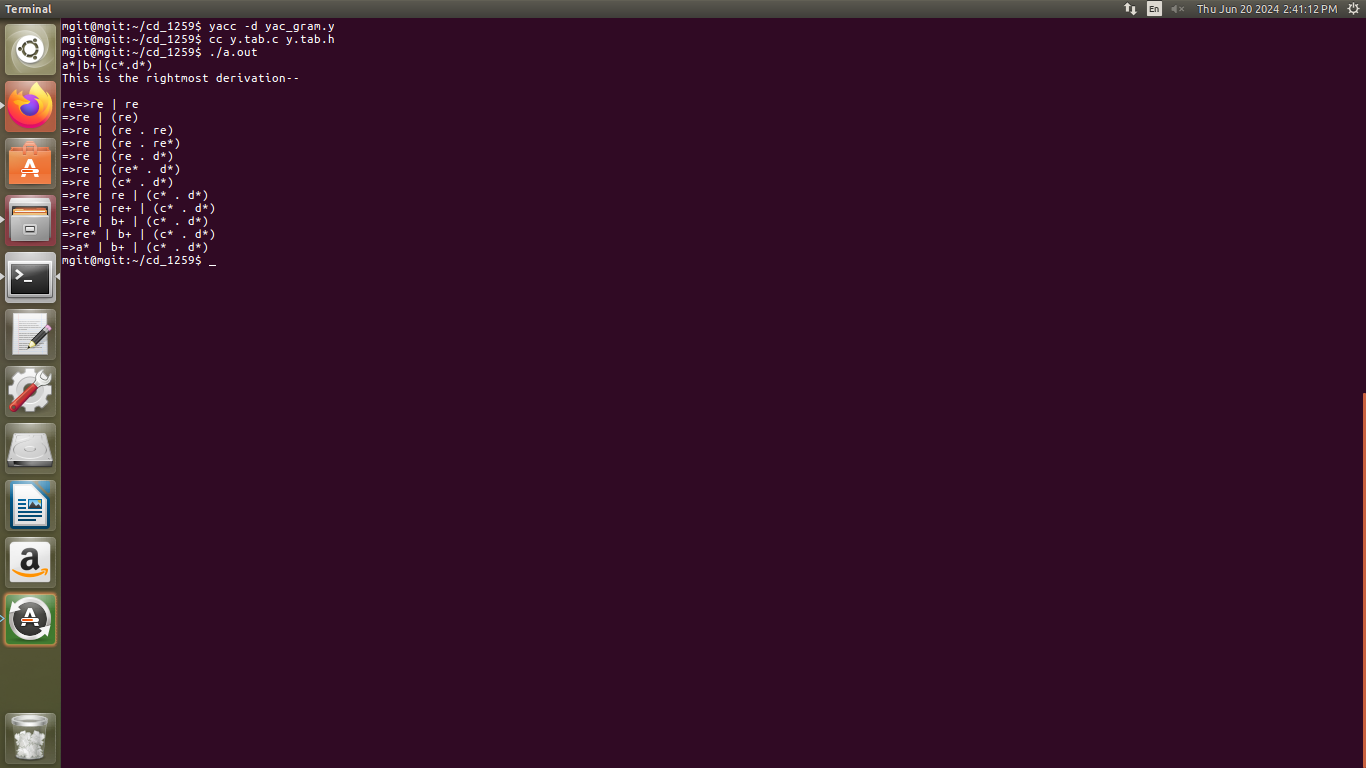 Terminal
En
Thu Jun 20 2024 2:41:12 PM
mgit@mgit:~/cd_1259$ yacc -d yac_gram.y
mgit@mgit:~/cd_1259$ cc y.tab.c y.tab.h
mgit@mgit:~/cd_1259$ ./a.out
a*|b+|(c*.d*)
This is the rightmost derivation--
re=>re | re
=>re | (re)
=>re | (re . re)
=>re | (re . re*)
=>re | (re . d*)
=>re | (re* . d*)
=>re | (c* . d*)
=>re | re | (c* . d*)
=>re | re+ | (c* . d*)
=>re | b+ | (c* . d*)
=>re* | b+ | (c* . d*)
=>a* | b+ | (c* . d*)
mgit@mgit:~/cd_1259$ _